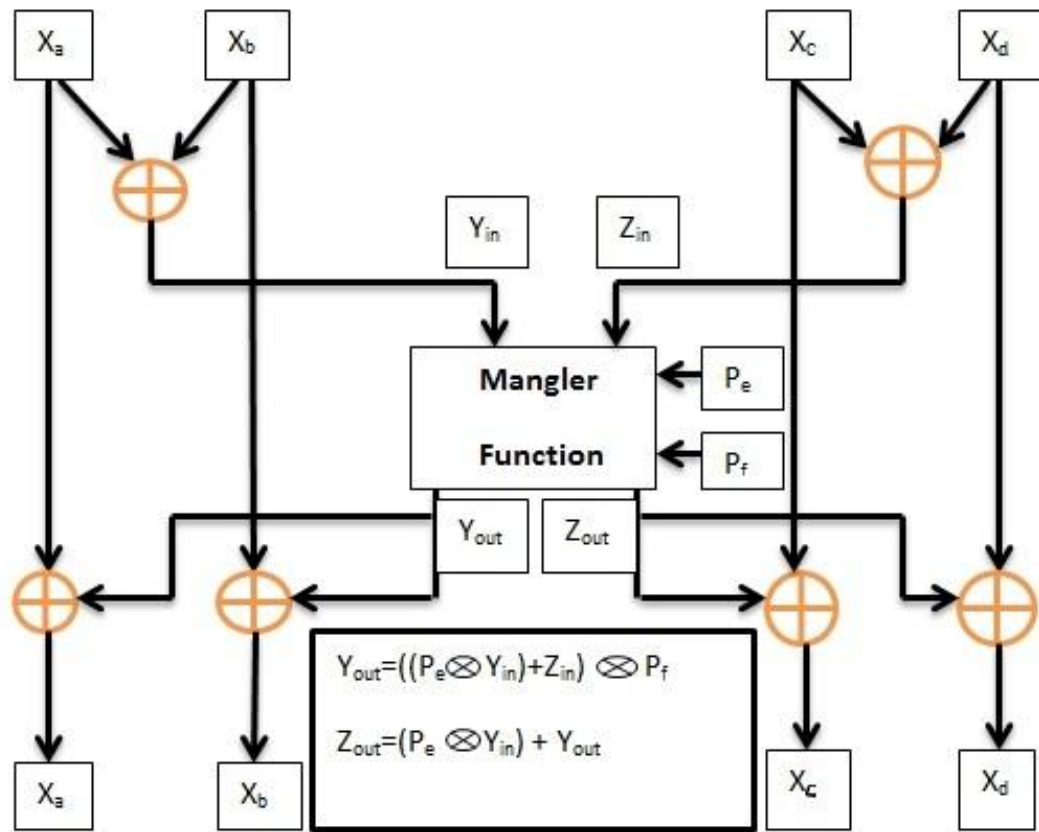 Xa Xb Xc Xd
Yin Zin
Mangler
Function
Pe
Pf
Yout Zout
Yout=((Pe⊗Yin)+Zin) ⊗ Pf
Zout=(Pe ⊗Yin) + Yout
Xa Xb Xc Xd